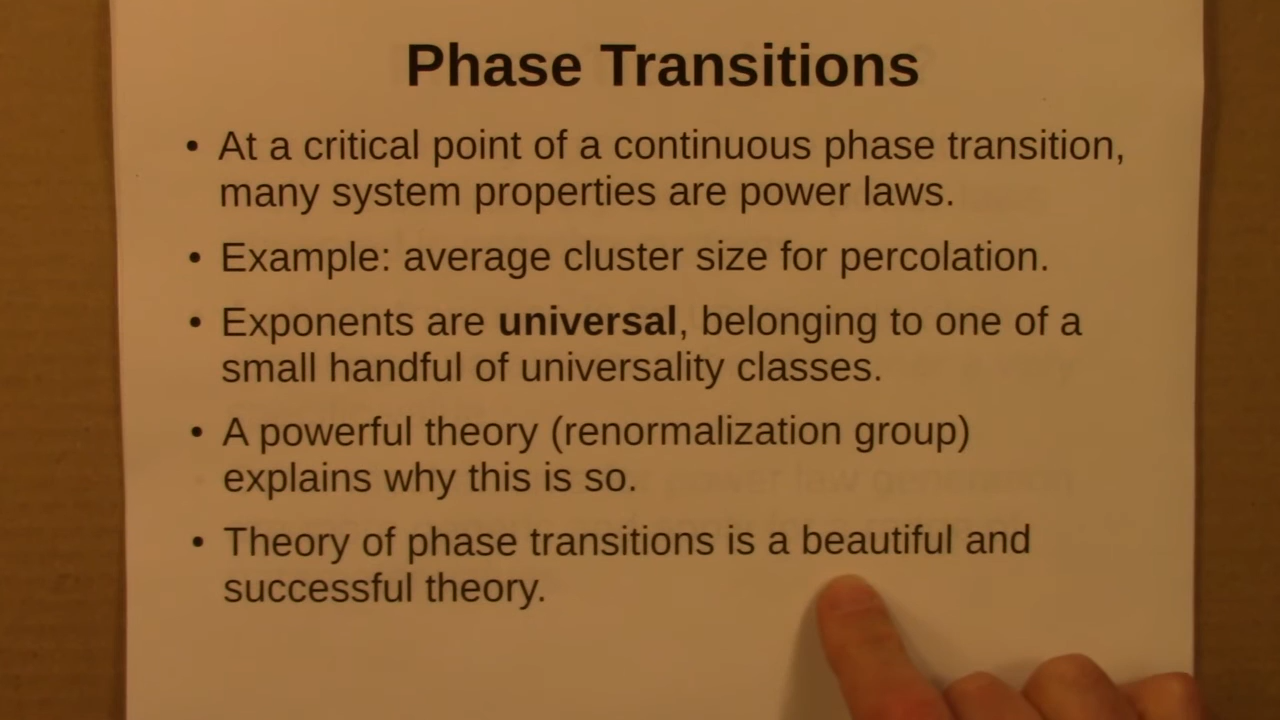 Phase Transitions
• At a critical point of a continuous phase transition,
many system properties are power laws.
• Example: average cluster size for percolation.
• Exponents are universal, belonging to one of a
small handful of universality classes.
• A powerful theory (renormalization group)
explains why this is so.
• Theory of phase transitions is a beautiful and
successful theory.